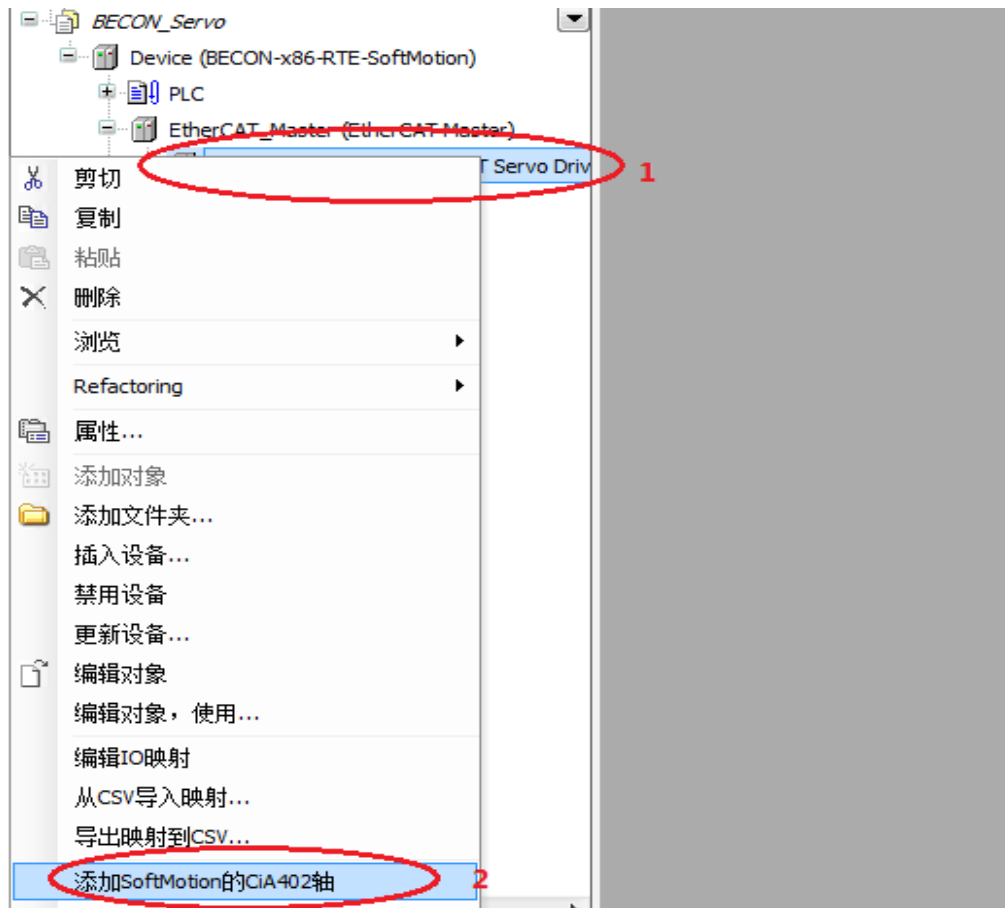 BECON_Servo
Device (BECON-x86-RTE-SoftMotion)
PLC
EtherCAT_Master (EtherCAT Master)
T Servo Driv
1
剪切
复制
粘贴
删除
浏览
Refactoring
属性...
添加对象
添加文件夹...
插入设备...
禁用设备
更新设备...
编辑对象
编辑对象，使用...
编辑IO映射
从CSV导入映射...
导出映射到CSV...
添加SoftMotion的CiA402轴
2